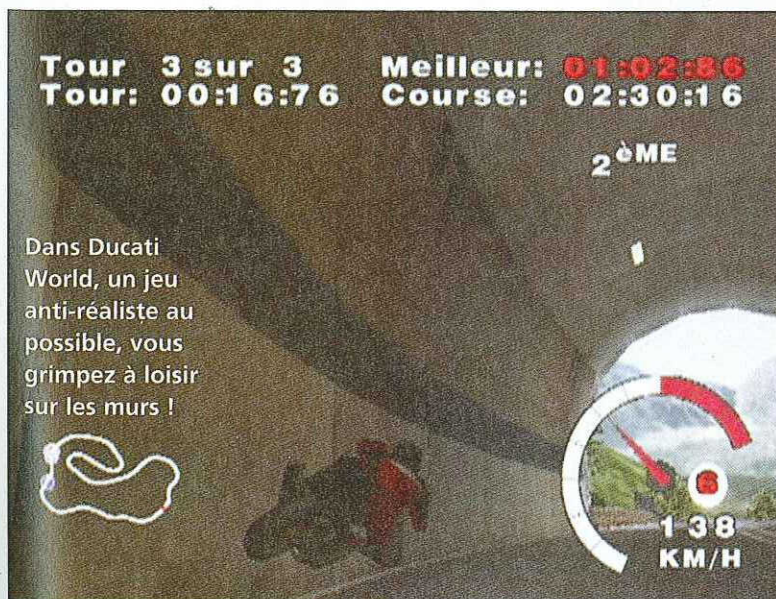 Tour 3 sur 3 Meilleur: 01:02:86
Tour: 00:16:76 Course: 02:30:16
2èME
Dans Ducati
World, un jeu
anti-réaliste au
possible, vous
grimpez à loisir
sur les murs !
6
138
KM/H